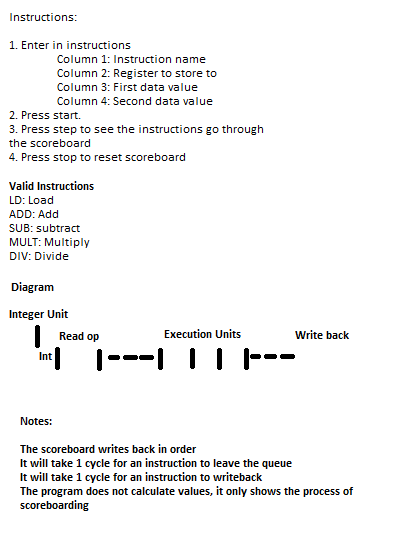 Instructions:
1. Enter in instructions
Column 1: Instruction name
Column 2: Register to store to
Column 3: First data value
Column 4: Second data value
2. Press start.
3. Press step to see the instructions go through
the scoreboard
4. Press stop to reset scoreboard
Valid Instructions
LD: Load
ADD: Add
SUB: subtract
MULT: Multiply
DIV: Divide
Diagram
Integer Unit
Read op
Execution Units
Write back
Int
Notes:
The scoreboard writes back in order
It will take 1 cycle for an instruction to leave the queue
It will take 1 cycle for an instruction to writeback
The program does not calculate values, it only shows the process of
scoreboarding